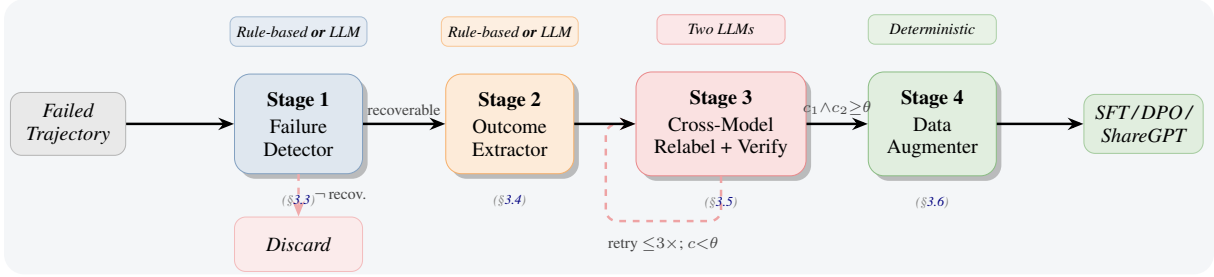 Rule-based or LLM
Rule-based or LLM
Two LLMs
Deterministic
Failed
Trajectory
Stage 1
Failure
Detector
recoverable
Stage 2
Outcome
Extractor
Stage 3
Cross-Model
Relabel + Verify
c₁∧c₂≥θ
Stage 4
Data
Augmenter
SFT / DPO /
ShareGPT
(§3.3)
¬ recov.
(§3.4)
(§3.5)
(§3.6)
Discard
retry ≤3×; c<θ